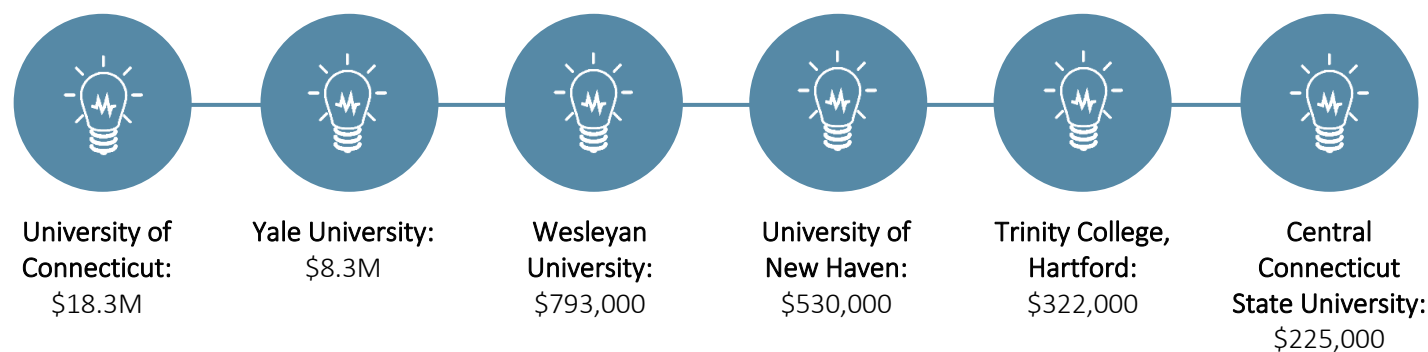 University of
Connecticut:
$18.3M
Yale University:
$8.3M
Wesleyan
University:
$793,000
University of
New Haven:
$530,000
Trinity College,
Hartford:
$322,000
Central
Connecticut
State University:
$225,000